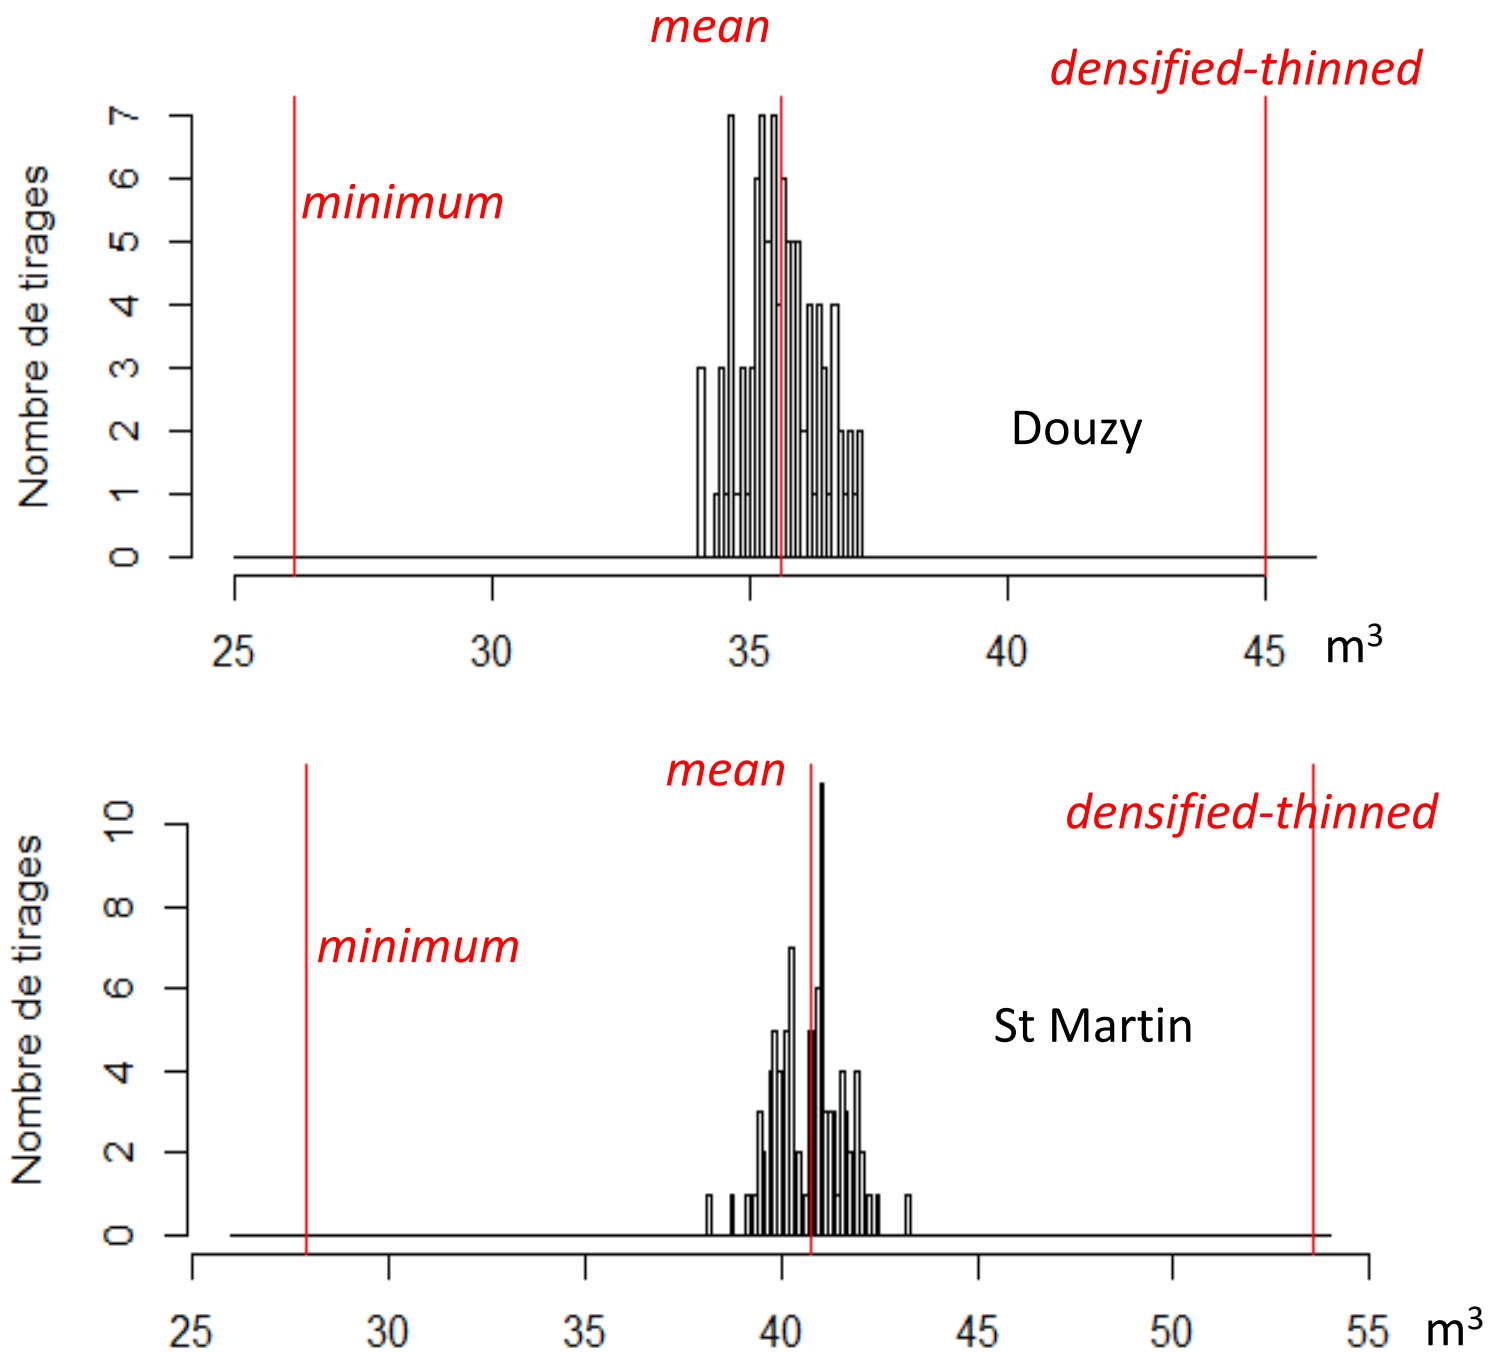 mean
densified-thinned
minimum
Nombre de tirages
7
6
5
4
3
2
1
0
Douzy
25 30 35 40 45 m³
mean
densified-thinned
minimum
Nombre de tirages
10
8
6
4
2
0
St Martin
25 30 35 40 45 50 55 m³